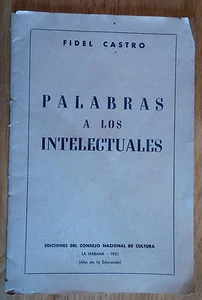 FIDEL CASTRO
PALABRAS
A LOS
INTELECTUALES
EDICIONES DEL CONSEJO NACIONAL DE CULTURA
LA HABANA - 1961
(Año de la Educación)